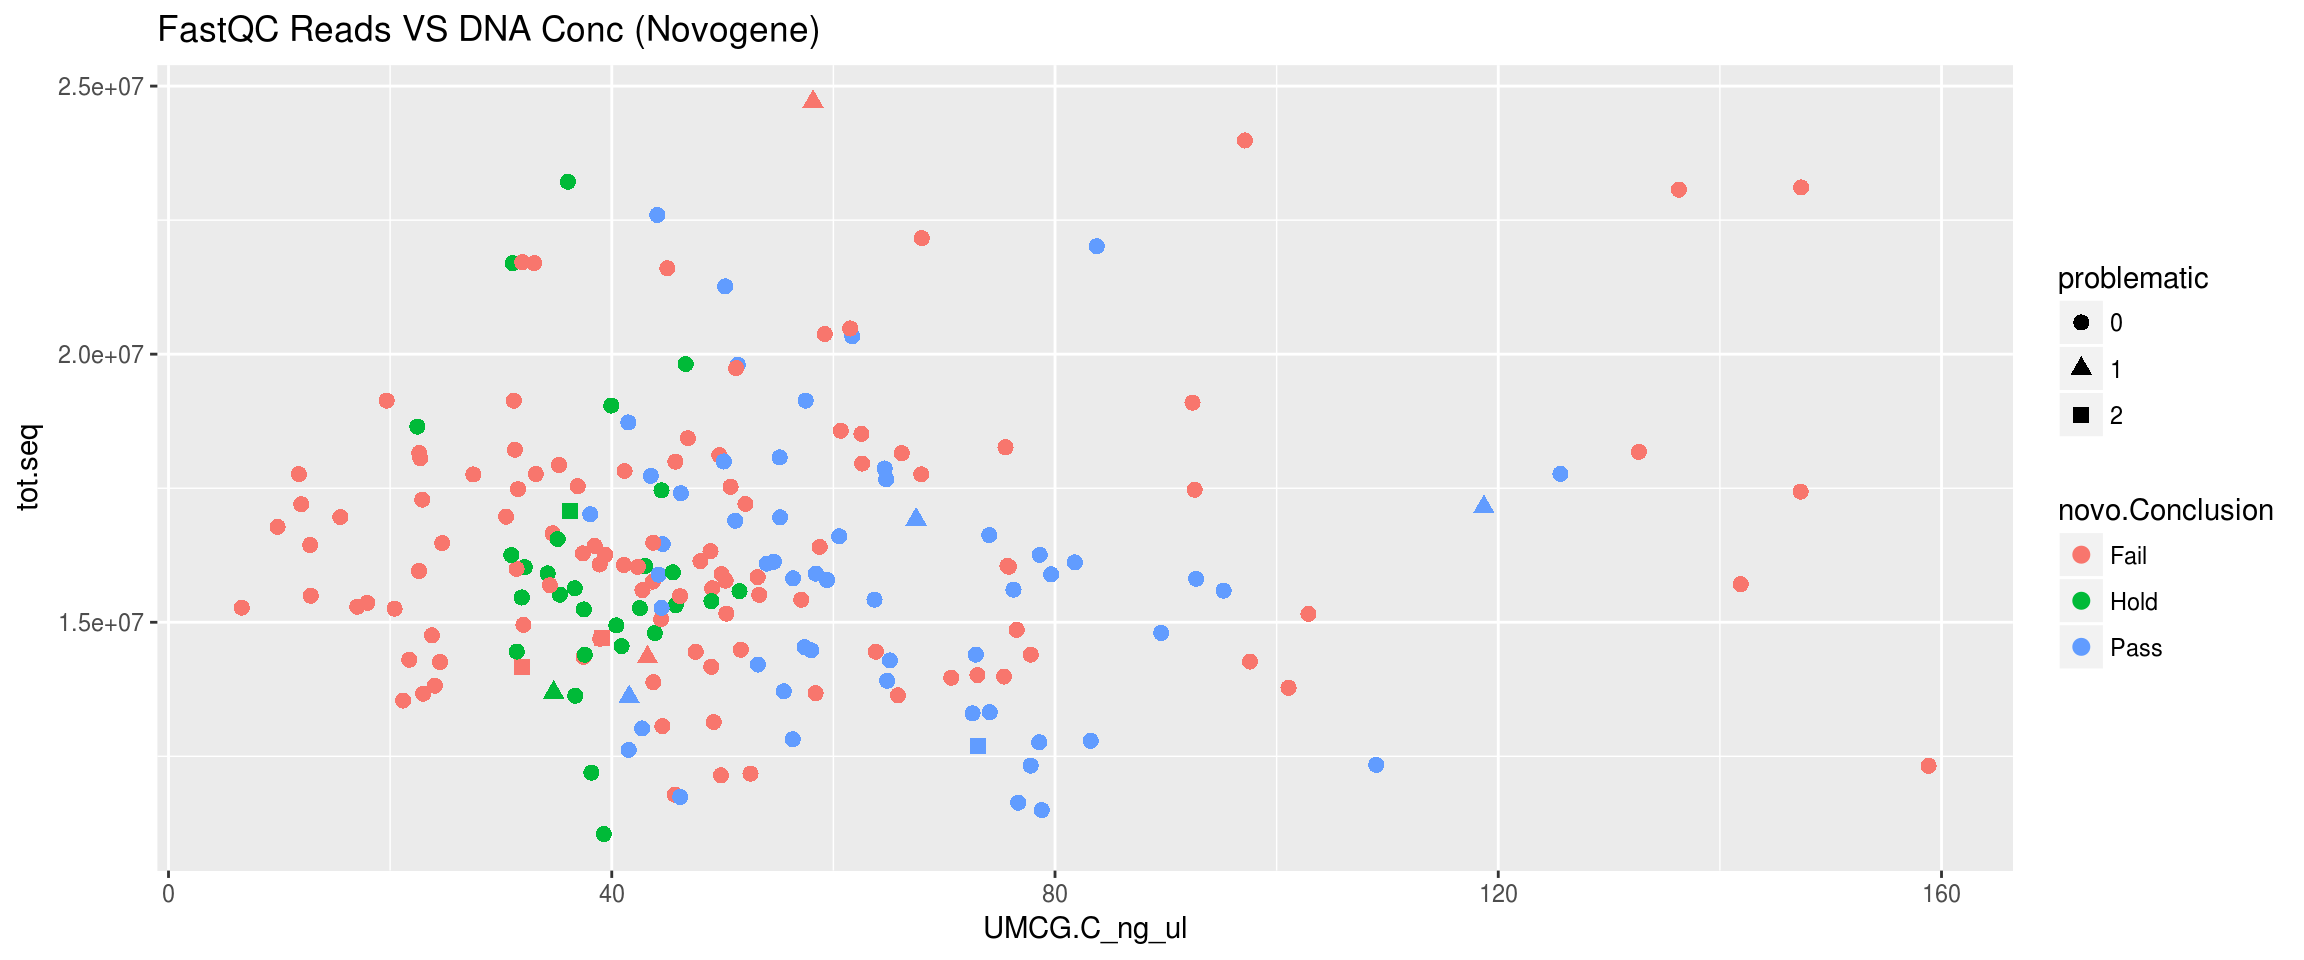 FastQC Reads VS DNA Conc (Novogene)
2.5e+07
2.0e+07
1.5e+07
tot.seq
0 40 80 120 160
UMCG.C_ng_ul
problematic
0
1
2
novo.Conclusion
Fail
Hold
Pass